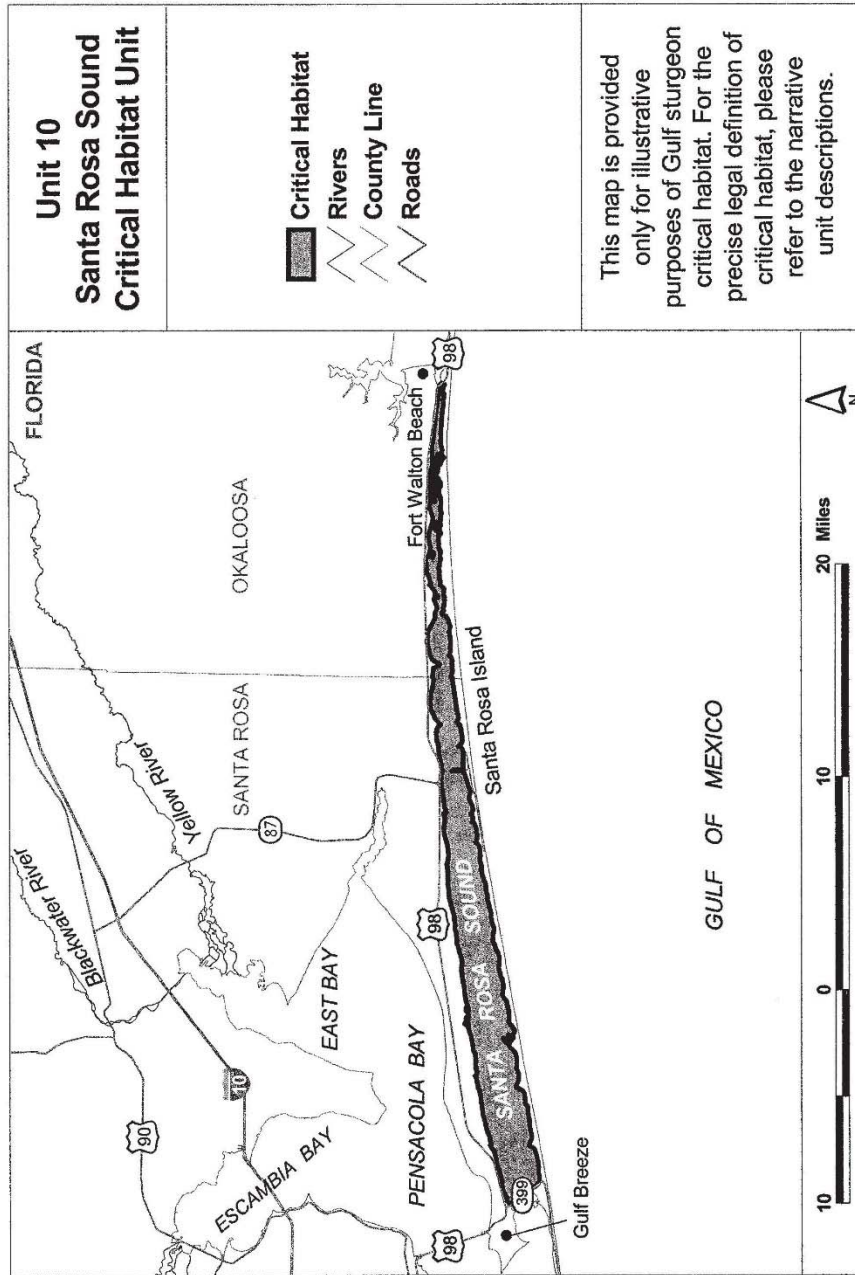 Unit 10
Santa Rosa Sound
Critical Habitat Unit
Critical Habitat
Rivers
County Line
Roads
This map is provided
only for illustrative
purposes of Gulf sturgeon
critical habitat. For the
precise legal definition of
critical habitat, please
refer to the narrative
unit descriptions.
FLORIDA
OKALOOSA
SANTA ROSA
Blackwater River
Yellow River
90
10
87
ESCAMBIA BAY
EAST BAY
PENSACOLA BAY
98
98
98
399
Gulf Breeze
Fort Walton Beach
SANTA ROSA SOUND
Santa Rosa Island
GULF OF MEXICO
10 0 10 20 Miles
N